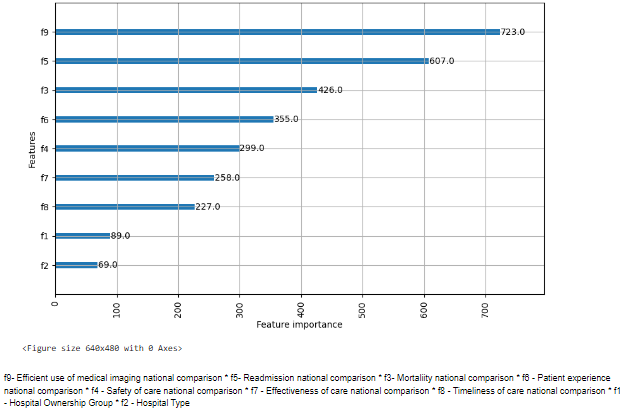 f9 723.0
f5 607.0
f3 426.0
f6 355.0
f4 299.0
f7 258.0
f8 227.0
f1 89.0
f2 69.0
Features
0 100 200 300 400 500 600 700
Feature importance
<Figure size 640x480 with 0 Axes>
f9- Efficient use of medical imaging national comparison * f5- Readmission national comparison * f3- Mortaliity national comparison * f6 - Patient experience
national comparison * f4 - Safety of care national comparison * f7 - Effectiveness of care national comparison * f8 - Timeliness of care national comparison * f1
- Hospital Ownership Group * f2 - Hospital Type